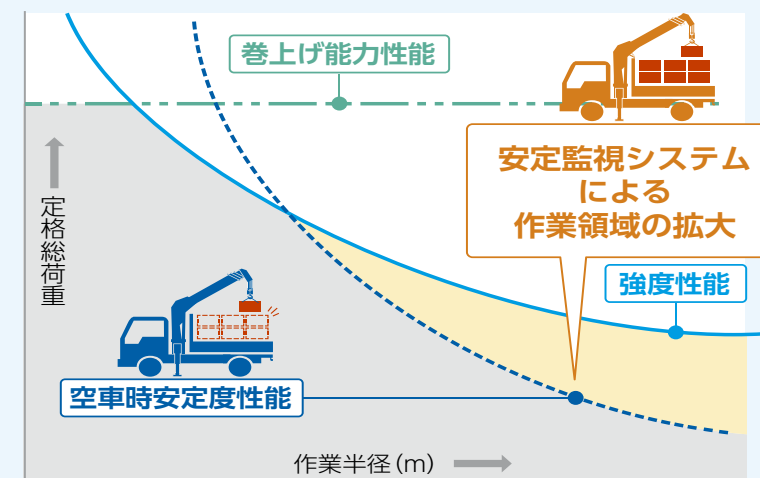 巻上げ能力性能
安定監視システム
による
作業領域の拡大
定格総荷重
強度性能
空車時安定度性能
作業半径(m)